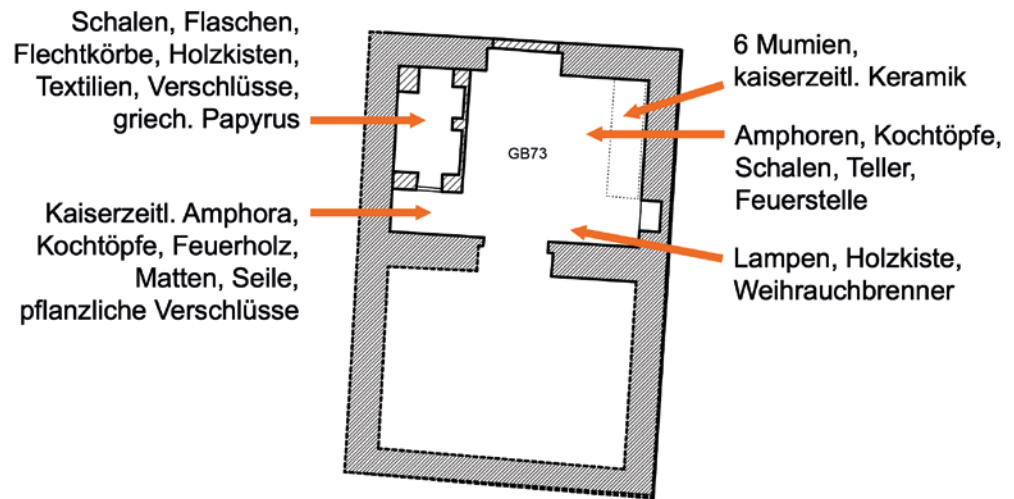 Schalen, Flaschen,
Flechtkörbe, Holzkisten,
Textilien, Verschlüsse,
griech. Papyrus
Kaiserzeitl. Amphora,
Kochtöpfe, Feuerholz,
Matten, Seile,
pflanzliche Verschlüsse
GB73
6 Mumien,
kaiserzeitl. Keramik
Amphoren, Kochtöpfe,
Schalen, Teller,
Feuerstelle
Lampen, Holzkiste,
Weihrauchbrenner